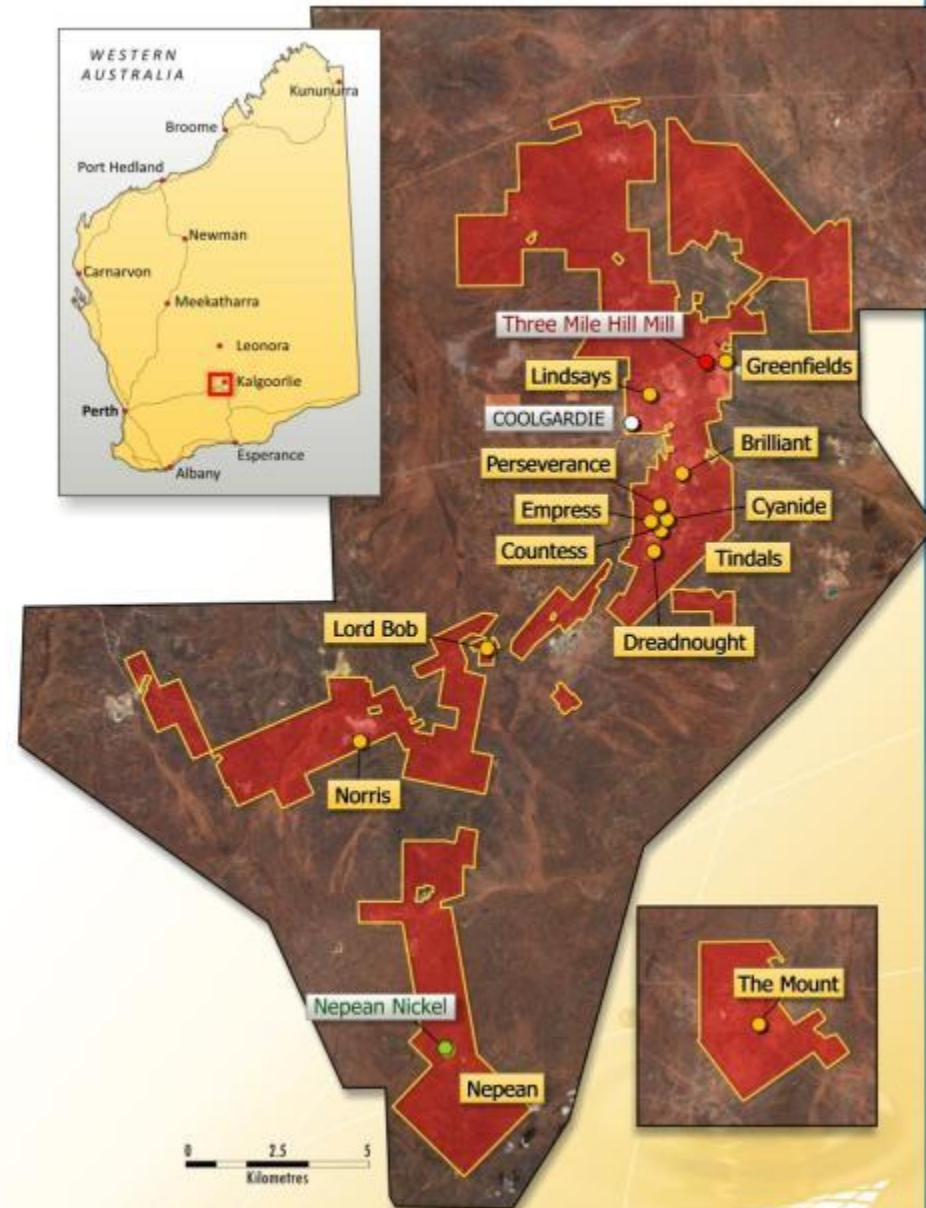 WESTERN
AUSTRALIA
Kununurra
Broome
Port Hedland
Newman
Carnarvon
Meekatharra
Leonora
Kalgoorlie
Perth
Esperance
Albany
Three Mile Hill Mill
Greenfields
Lindsays
COOLGARDIE
Brilliant
Perseverance
Empress
Cyanide
Countess
Tindals
Dreadnought
Lord Bob
Norris
Nepean Nickel
Nepean
The Mount
0 2.5 5
Kilometres